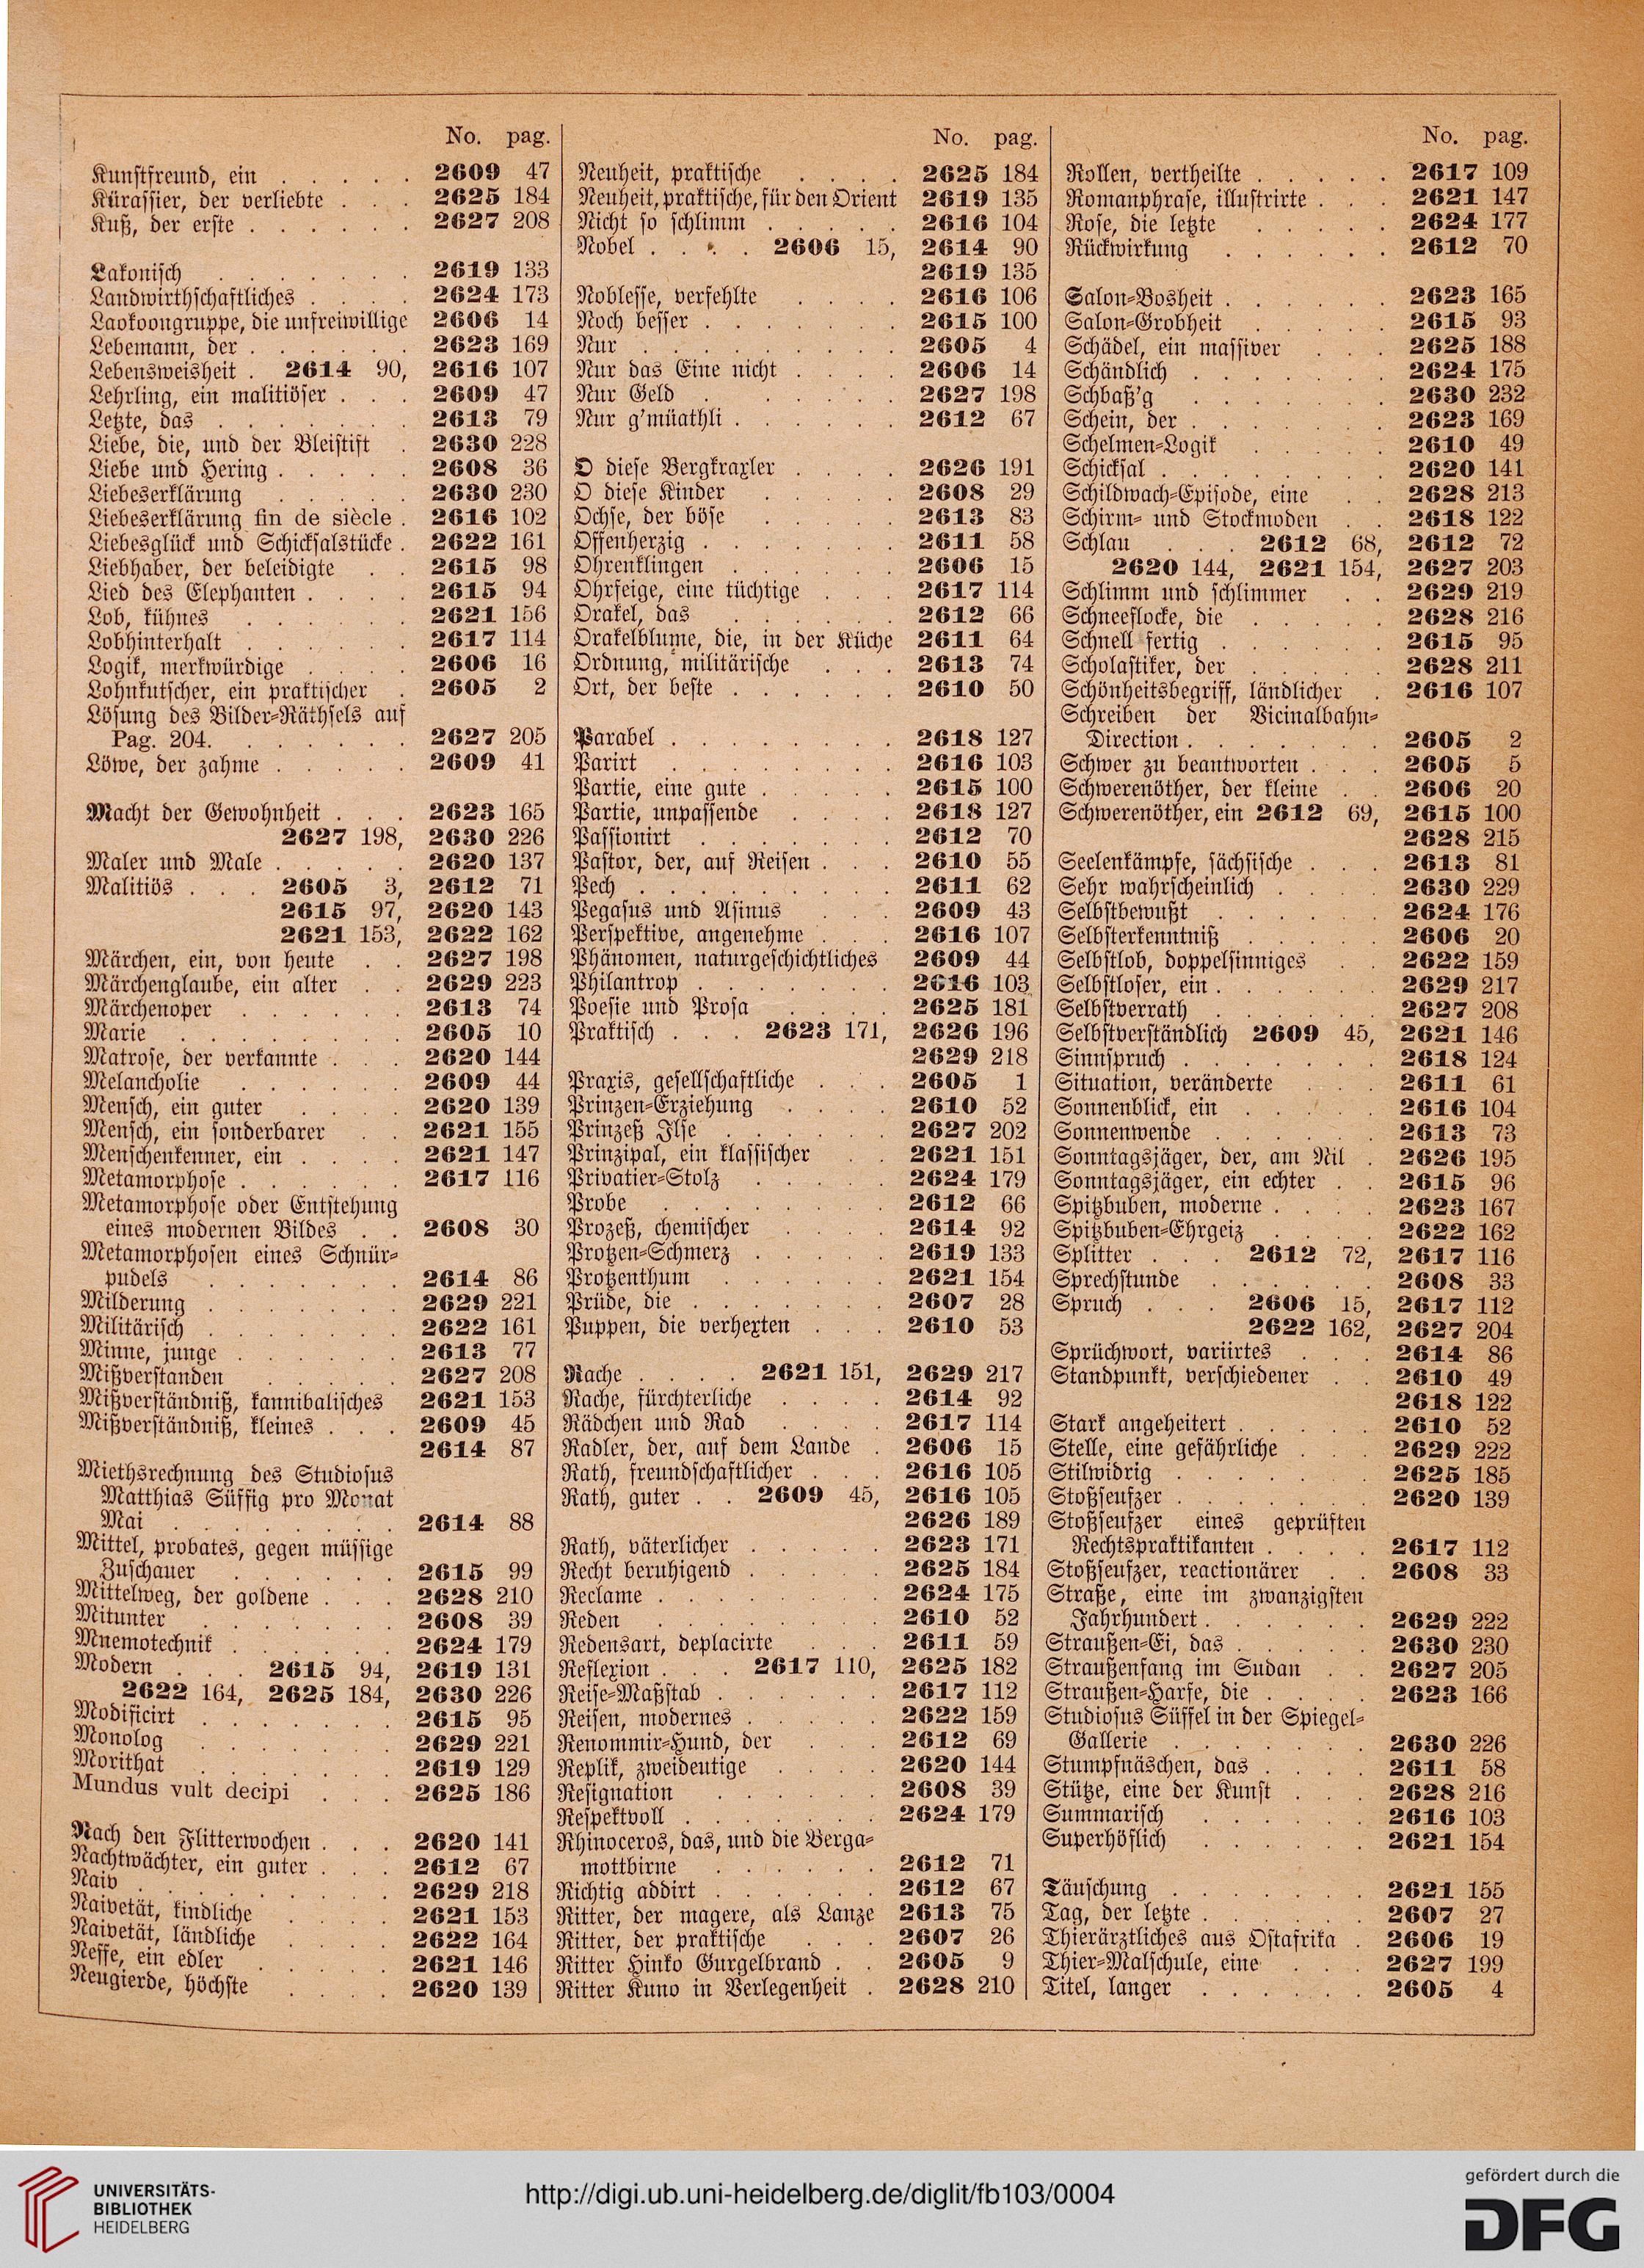 No. pag.
Kunstfreund, ein . . . . . 2609 47
Kürassier, der verliebte . . . 2625 184
Kuß, der erste . . . . . . 2627 208
Lakonisch . . . . . . . 2619 133
Landwirthschaftliches . . . . 2624 173
Laokoongruppe, die unfreiwillige 2606 14
Lebemann, der . . . . . . 2623 169
Lebensweisheit . 2614 90, 2616 107
Lehrling, ein malitiöser . . . 2609 47
Letzte, das . . . . . . . 2613 79
Liebe, die, und der Bleistift . 2630 228
Liebe und Hering . . . . . 2608 36
Liebeserklärung . . . . . 2630 230
Liebeserklärung fin de siècle . 2616 102
Liebesglück und Schicksalstücke . 2622 161
Liebhaber, der beleidigte . . 2615 98
Lied des Elephanten . . . . 2615 94
Lob, kühnes . . . . . . 2621 156
Lobhinterhalt . . . . . . 2617 114
Logik, merkwürdige . . . . 2606 16
Lohnkutscher, ein praktischer . 2605 2
Lösung des Bilder-Räthsels auf
Pag. 204. . . . . . . 2627 205
Löwe, der zahme . . . . . 2609 41
Macht der Gewohnheit . . . 2623 165
2627 198, 2630 226
Maler und Male . . . . . 2620 137
Malitiös . . . 2605 3, 2612 71
2615 97, 2620 143
2621 153, 2622 162
Märchen, ein, von heute . . 2627 198
Märchenglaube, ein alter . . 2629 223
Märchenoper . . . . . . 2613 74
Marie . . . . . . . . 2605 10
Matrose, der verkannte . . . 2620 144
Melancholie . . . . . . 2609 44
Mensch, ein guter . . . . 2620 139
Mensch, ein sonderbarer . . 2621 155
Menschenkenner, ein . . . . 2621 147
Metamorphose . . . . . . 2617 116
Metamorphose oder Entstehung
eines modernen Bildes . . 2608 30
Metamorphosen eines Schnür-
pudels . . . . . . . 2614 86
Milderung . . . . . . . 2629 221
Militärisch . . . . . . . 2622 161
Minne, junge . . . . . . 2613 77
Mißverstanden . . . . . 2627 208
Mißverständniß, kannibalisches 2621 153
Mißverständniß, kleines . . . 2609 45
2614 87
Miethsrechnung des Studiosus
Matthias Süffig pro Monat
Mai . . . . . . . . 2614 88
Mittel, probates, gegen müssige
Zuschauer . . . . . . 2615 99
Mittelweg, der goldene . . . 2628 210
Mitunter . . . . . . . 2608 39
Mnemotechnik . . . . . . 2624 179
Modern . . . 2615 94, 2619 131
2622 164, 2625 184, 2630 226
Modificirt . . . . . . . 2615 95
Monolog . . . . . . . 2629 221
Morithat . . . . . . . 2619 129
Mundus vult decipi . . . 2625 186
Nach den Flitterwochen . . . 2620 141
Nachtwächter, ein guter . . . 2612 67
Naiv . . . . . . . . 2629 218
Naivetät, kindliche . . . . 2621 153
Naivetät, ländliche . . . . 2622 164
Neffe, ein edler . . . . . 2621 146
Neugierde, höchste . . . . 2620 139
No. pag.
Neuheit, praktische . . . . 2625 184
Neuheit, praktische, für den Orient 2619 135
Nicht so schlimm . . . . . 2616 104
Nobel . . . . 2606 15, 2614 90
2619 135
Noblesse, verfehlte . . . . 2616 106
Noch besser . . . . . . . 2615 100
Nur . . . . . . . . 2605 4
Nur das Eine nicht . . . . 2606 14
Nur Geld . . . . . . 2627 198
Nur g'müathli . . . . . . 2612 67
O diese Bergkraxler . . . . 2626 191
O diese Kinder . . . . . 2608 29
Ochse, der böse . . . . . 2613 83
Offenherzig . . . . . . . 2611 58
Ohrenklingen . . . . . . 2606 15
Ohrfeige, eine tüchtige . . . 2617 114
Orakel, das . . . . . . 2612 66
Orakelblume, die, in der Küche 2611 64
Ordnung, militärische . . . 2613 74
Ort, der beste . . . . . . 2610 50
Parabel . . . . . . . . 2618 127
Parirt . . . . . . . . 2616 103
Partie, eine gute . . . . . 2615 100
Partie, unpassende . . . . 2618 127
Passionirt . . . . . . . 2612 70
Pastor, der, auf Reisen . . . 2610 55
Pech . . . . . . . . 2611 62
Pegasus und Asinus . . . 2609 43
Perspektive, angenehme . . . 2616 107
Phänomen, naturgeschichtliches 2609 44
Philantrop . . . . . . . 2616 103
Poesie und Prosa . . . . 2625 181
Praktisch . . . 2623 171, 2626 196
2629 218
Praxis, gesellschaftliche . . . 2605 1
Prinzen-Erziehung . . . . 2610 52
Prinzeß Ilse . . . . . . 2627 202
Prinzipal, ein klassischer . . 2621 151
Privatier-Stolz . . . . . 2624 179
Probe . . . . . . . . 2612 66
Prozeß, chemischer . . . . 2614 92
Protzen-Schmerz . . . . . 2619 133
Protzenthum . . . . . . 2621 154
Prüde, die . . . . . . . 2607 28
Puppen, die verhexten . . . 2610 53
Rache . . . . 2621 151, 2629 217
Rache, fürchterliche . . . . 2614 92
Rädchen und Rad . . . . 2617 114
Radler, der, auf dem Lande . 2606 15
Rath, freundschaftlicher . . . 2616 105
Rath, guter . . 2609 45, 2616 105
2626 189
Rath, väterlicher . . . . . 2623 171
Recht beruhigend . . . . . 2625 184
Reclame . . . . . . . . 2624 175
Reden . . . . . . . . 2610 52
Redensart, deplacirte . . . 2611 59
Reflexion . . . 2617 110, 2625 182
Reise-Maßstab . . . . . . 2617 112
Reisen, modernes . . . . . 2622 159
Renommir-Hund, der . . . 2612 69
Replik, zweideutige . . . . 2620 144
Resignation . . . . . . 2608 39
Respektvoll . . . . . . . 2624 179
Rhinoceros, das, und die Berga-
mottbirne . . . . . . 2612 71
Richtig addirt . . . . . . 2612 67
Ritter, der magere, als Lanze 2613 75
Ritter, der praktische . . . 2607 26
Ritter Hinko Gurgelbrand . . 2605 9
Ritter Kuno in Verlegenheit . 2628 210
No. pag.
Rollen, vertheilte . . . . . 2617 109
Romanphrase, illustrirte . . . 2621 147
Rose, die letzte . . . . . 2624 177
Rückwirkung . . . . . . 2612 70
Salon-Bosheit . . . . . . 2623 165
Salon-Grobheit . . . . . 2615 93
Schädel, ein massiver . . . 2625 188
Schändlich . . . . . . . 2624 175
Schbaß'g . . . . . . . 2630 232
Schein, der . . . . . . . 2623 169
Schelmen-Logik . . . . . 2610 49
Schicksal . . . . . . . . 2620 141
Schildwach-Episode, eine . . 2628 213
Schirm- und Stockmoden . . 2618 122
Schlau . . . 2612 68, 2612 72
2620 144, 2621 154, 2627 203
Schlimm und schlimmer . . 2629 219
Schneeflocke, die . . . . . 2628 216
Schnell fertig . . . . . . 2615 95
Scholastiker, der . . . . . 2628 211
Schönheitsbegriff, ländlicher . 2616 107
Schreiben der Vicinalbahn-
Direction . . . . . . . 2605 2
Schwer zu beantworten . . . 2605 5
Schwerenöther, der kleine . . 2606 20
Schwerenöther, ein 2612 69, 2615 100
2628 215
Seelenkämpfe, sächsische . . . 2613 81
Sehr wahrscheinlich . . . . 2630 229
Selbstbewußt . . . . . . 2624 176
Selbsterkenntniß . . . . . 2606 20
Selbstlob, doppelsinniges . . 2622 159
Selbstloser, ein . . . . . . 2629 217
Selbstverrath . . . . . . 2627 208
Selbstverständlich 2609 45, 2621 146
Sinnspruch . . . . . . . 2618 124
Situation, veränderte . . . 2611 61
Sonnenblick, ein . . . . . 2616 104
Sonnenwende . . . . . . 2613 73
Sonntagsjäger, der, am Nil . 2626 195
Sonntagsjäger, ein echter . . 2615 96
Spitzbuben, moderne . . . . 2623 167
Spitzbuben-Ehrgeiz . . . . 2622 162
Splitter . . . 2612 72, 2617 116
Sprechstunde . . . . . . 2608 33
Spruch . . . 2606 15, 2617 112
2622 162, 2627 204
Sprüchwort, variirtes . . . 2614 86
Standpunkt, verschiedener . . 2610 49
2618 122
Stark angeheitert . . . . . 2610 52
Stelle, eine gefährliche . . 2629 222
Stilwidrig . . . . . . . 2625 185
Stoßseufzer . . . . . . . 2620 139
Stoßseufzer eines geprüften
Rechtspraktikanten . . . . 2617 112
Stoßseufzer, reactionärer . . 2608 33
Straße, eine im zwanzigsten
Jahrhundert . . . . . . 2629 222
Straußen-Ei, das . . . . . 2630 230
Straußenfang im Sudan . . 2627 205
Straußen-Harfe, die . . . . 2623 166
Studiosus Süffel in der Spiegel-
Gallerie . . . . . . . 2630 226
Stumpfnäschen, das . . . . 2611 58
Stütze, eine der Kunst . . . 2628 216
Summarisch . . . . . . 2616 103
Superhöflich . . . . . . 2621 154
Täuschung . . . . . . . 2621 155
Tag, der letzte . . . . . . 2607 27
Thierärztliches aus Ostafrika . 2606 19
Thier-Malschule, eine . . . 2627 199
Titel, langer . . . . . . 2605 4
UNIVERSITÄTS-
BIBLIOTHEK
HEIDELBERG
http://digi.ub.uni-heidelberg.de/diglit/fb103/0004
gefördert durch die
DFG